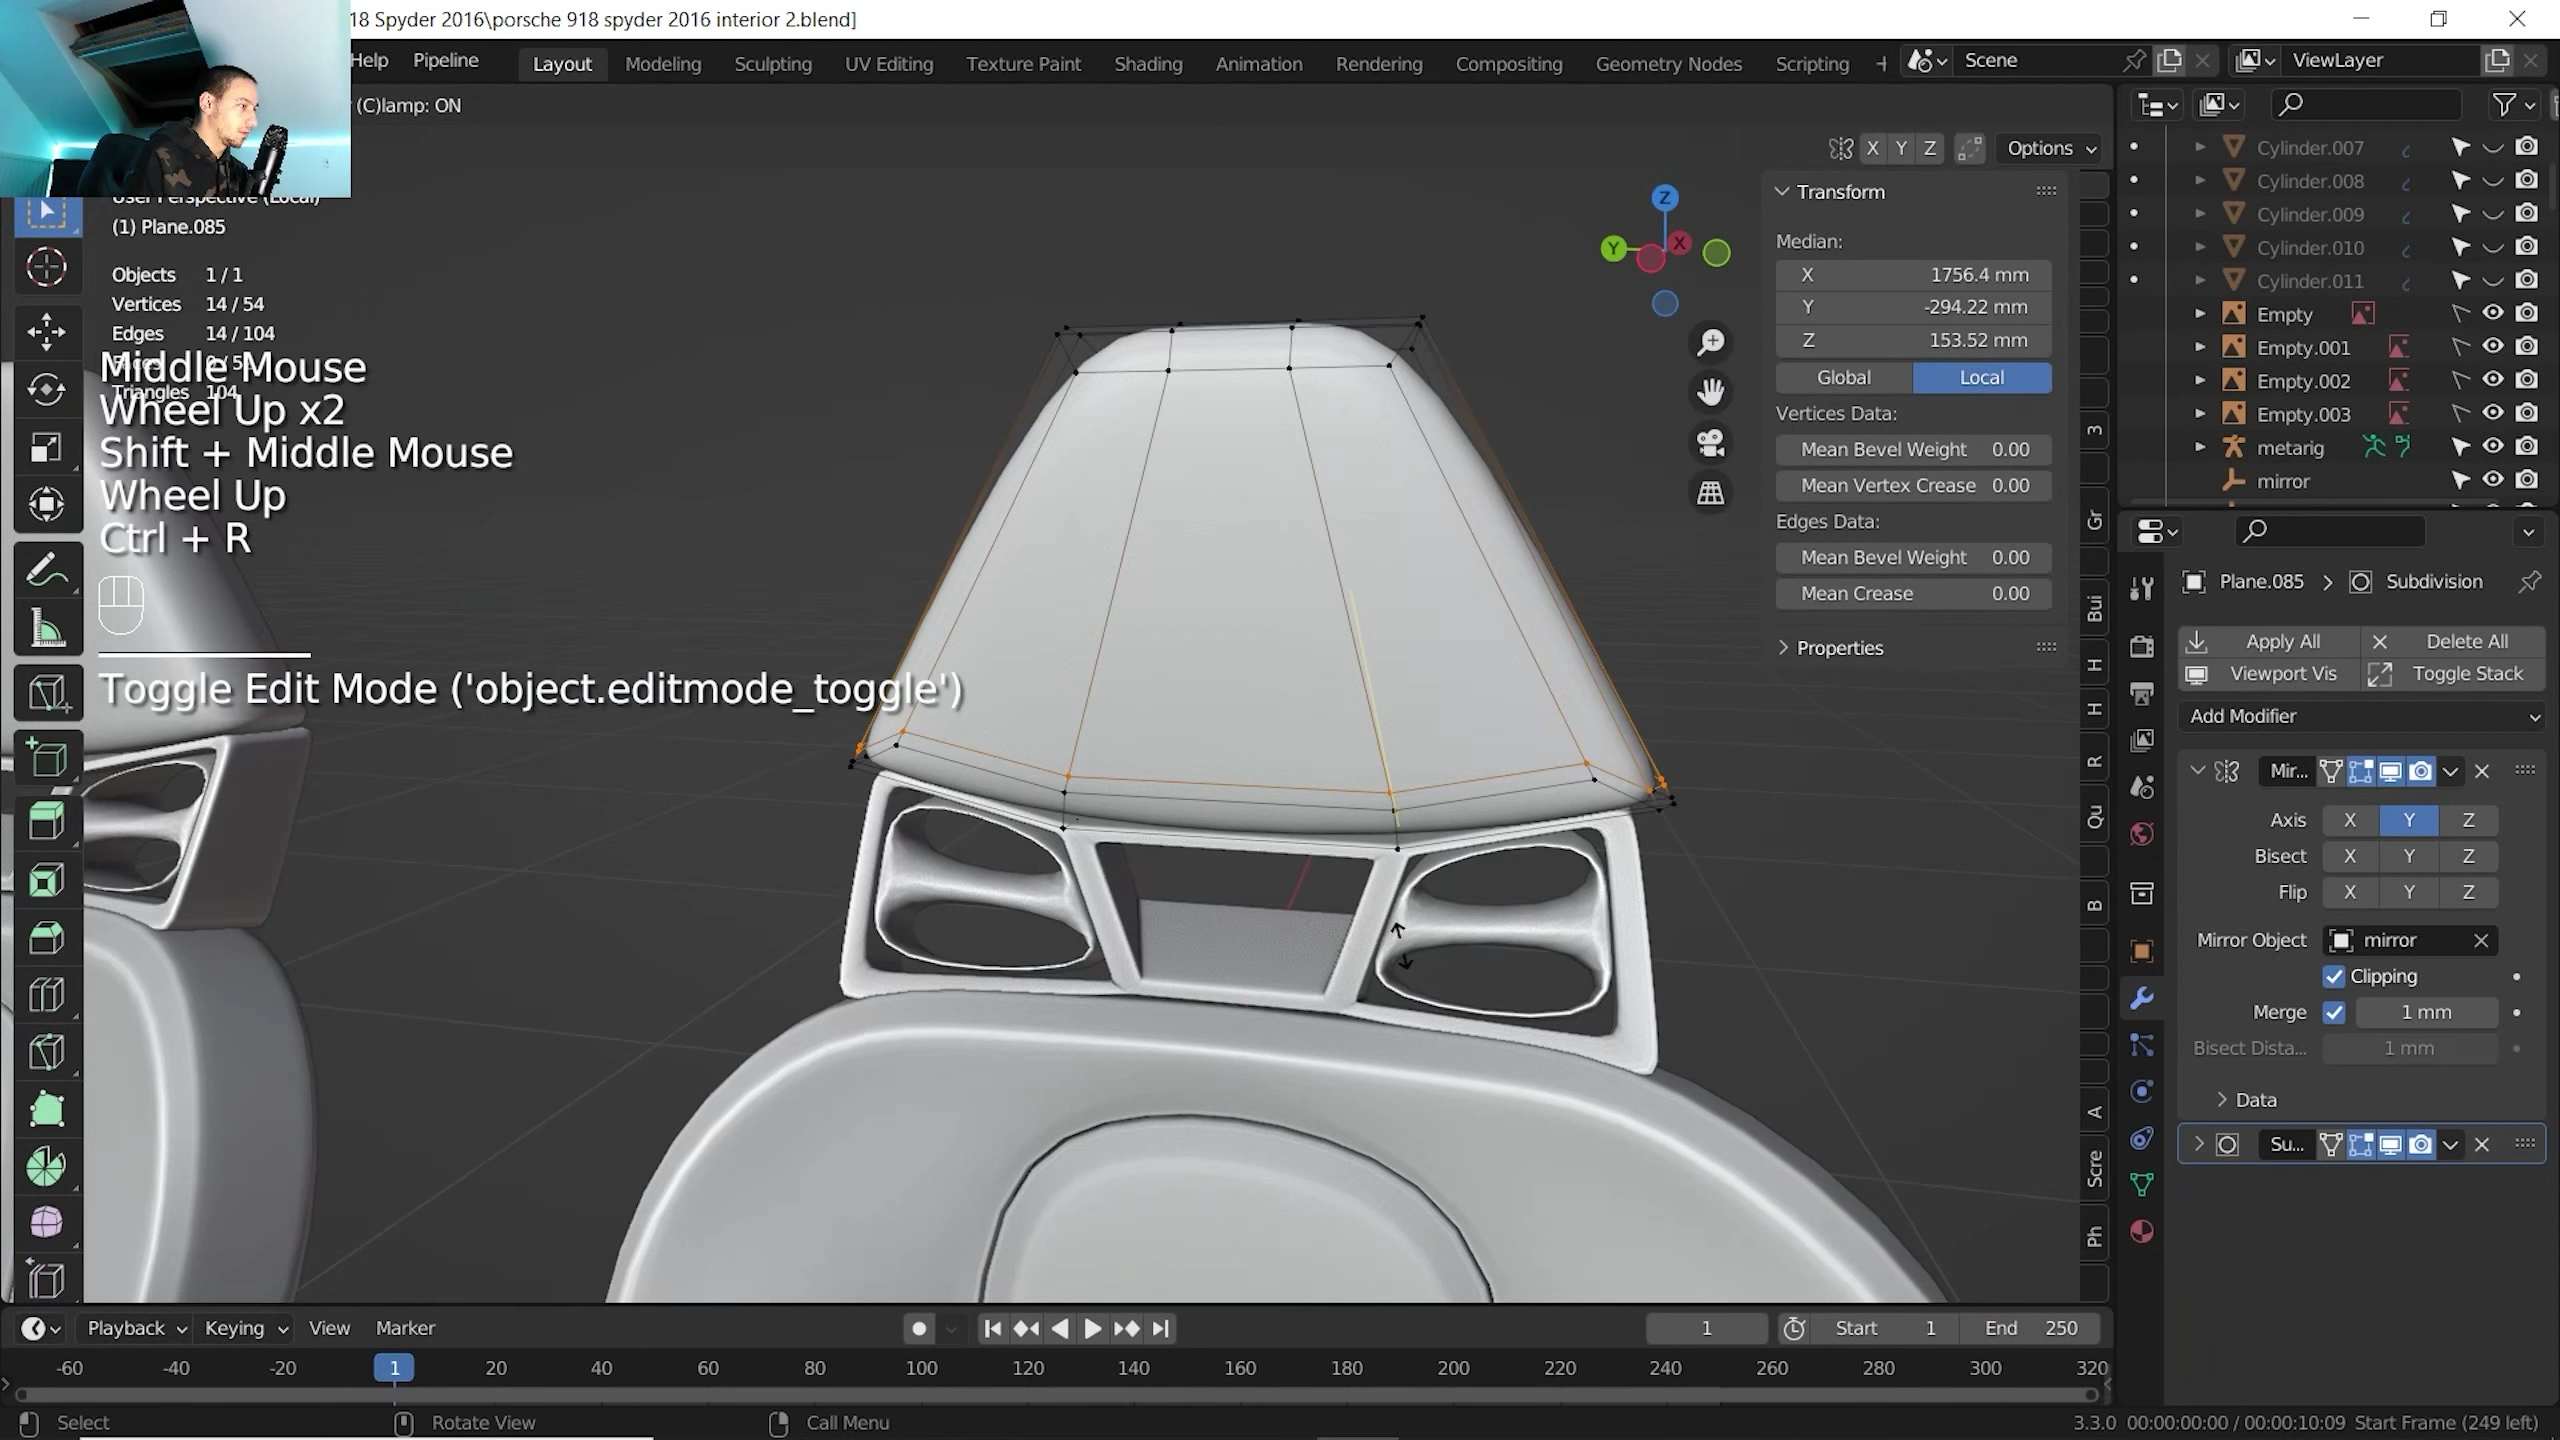 18 Spyder 2016\porsche 918 spyder 2016 interior 2.blend]
Help Pipeline Layout Modeling Sculpting UV Editing Texture Paint Shading Animation Rendering Compositing Geometry Nodes Scripting + Scene ViewLayer
(C)lamp: ON
X Y Z Options
User Perspective (Local)
(1) Plane.085
Objects 1 / 1
Vertices 14 / 54
Edges 14 / 104
Triangles 104
Middle Mouse
Wheel Up x2
Shift + Middle Mouse
Wheel Up
Ctrl + R
Toggle Edit Mode ('object.editmode_toggle')
Z
Y
X
Transform
Median:
X 1756.4 mm
Y -294.22 mm
Z 153.52 mm
Global Local
Vertices Data:
Mean Bevel Weight 0.00
Mean Vertex Crease 0.00
Edges Data:
Mean Bevel Weight 0.00
Mean Crease 0.00
Properties
3
Gr
Bui
H
H
R
Qu
B
A
Scre
Ph
Cylinder.007
Cylinder.008
Cylinder.009
Cylinder.010
Cylinder.011
Empty
Empty.001
Empty.002
Empty.003
metarig
mirror
Plane.085 > Subdivision
Apply All Delete All
Viewport Vis Toggle Stack
Add Modifier
Mir...
Axis X Y Z
Bisect X Y Z
Flip X Y Z
Mirror Object mirror
Clipping
Merge 1 mm
Bisect Dista... 1 mm
Data
Su...
Playback Keying View Marker 1 Start 1 End 250
-60 -40 -20 1 20 40 60 80 100 120 140 160 180 200 220 240 260 280 300 320
Select Rotate View Call Menu 3.3.0 00:00:00:00 / 00:00:10:09 Start Frame (249 left)